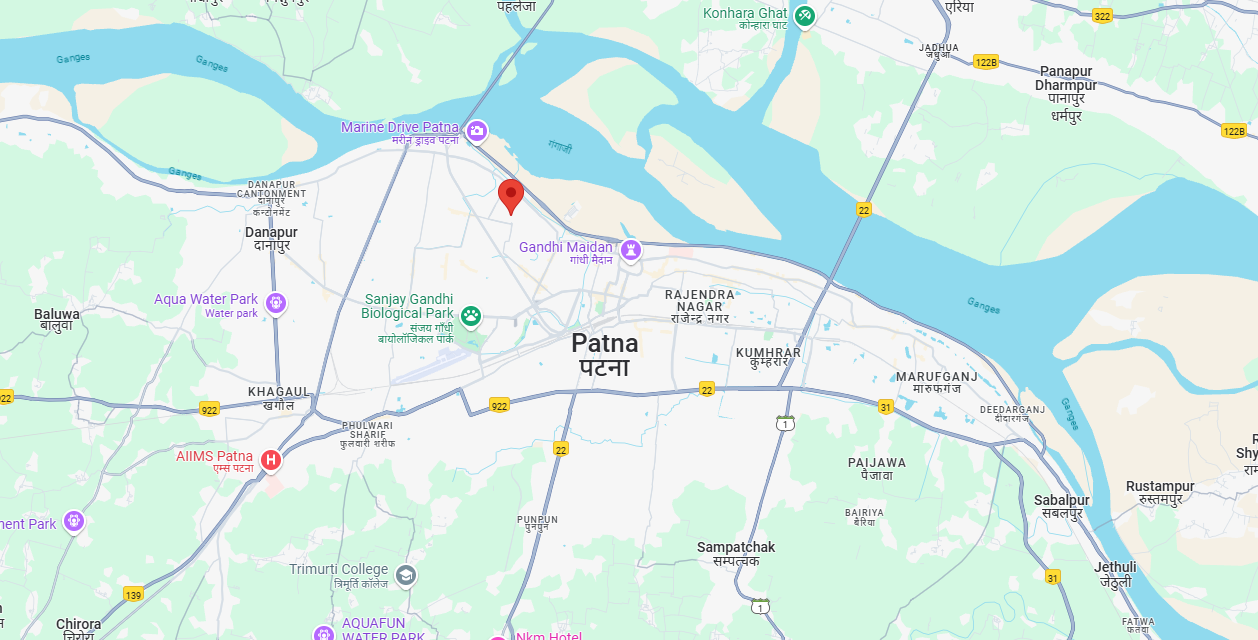 पहलेजा
Konhara Ghat
कोन्हारा घाट
एरिया
322
JADHUA
जधुआ
122B
Panapur
Dharmpur
पानापुर
धर्मपुर
122B
Ganges
Ganges
Marine Drive Patna
मरीन ड्राइव पटना
गंगाजी
Ganges
DANAPUR
CANTONMENT
दानापुर
कन्टोनमेंट
22
Danapur
दानापुर
Gandhi Maidan
गांधी मैदान
Aqua Water Park
Water park
Sanjay Gandhi
Biological Park
संजय गाँधी
बायोलॉजिकल पार्क
RAJENDRA
NAGAR
राजेन्द्र नगर
Ganges
Baluwa
बालुवा
Patna
पटना
KUMHRAR
कुम्हरार
MARUFGANJ
मारुफगंज
KHAGAUL
खगौल
922
922
922
22
31
DEEDARGANJ
दीदारगंज
Ganges
1
PHULWARI
SHARIF
फुलवारी शरीफ
AIIMS Patna
एम्स पटना
22
PAIJAWA
पैजावा
Rustampur
रुस्तमपुर
Sabalpur
सबलपुर
ment Park
PUNPUN
पुनपुन
BAIRIYA
बैरिया
Sampatchak
सम्पत्चक
Trimurti College
त्रिमूर्ति कॉलेज
Jethuli
जेठुली
31
139
1
Chirora
चिरोरा
AQUAFUN
WATER PARK
Nkm Hotel
FATWA
फतवा